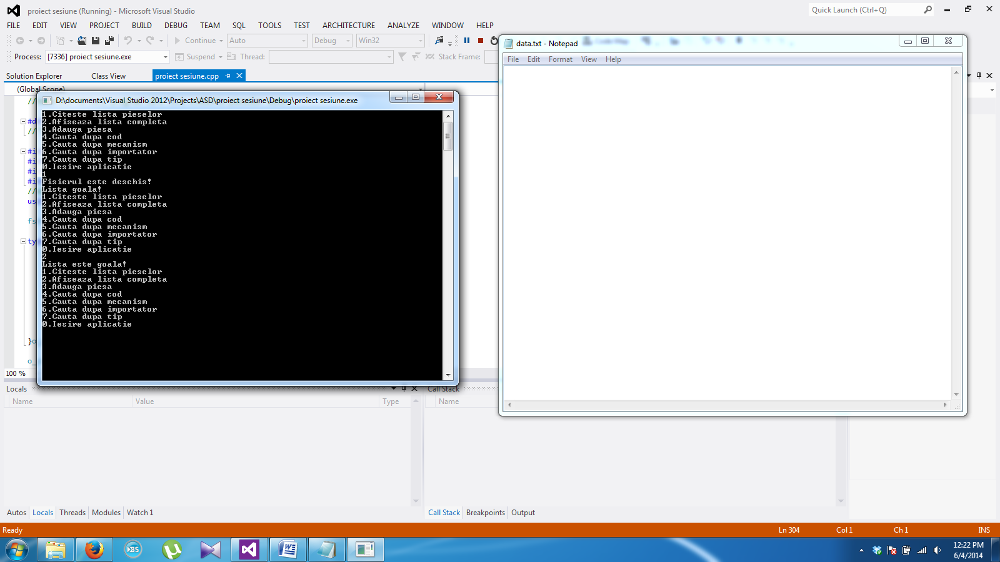 proiect sesiune (Running) - Microsoft Visual Studio
Quick Launch (Ctrl+Q)
FILE EDIT VIEW PROJECT BUILD DEBUG TEAM SQL TOOLS TEST ARCHITECTURE ANALYZE WINDOW HELP
Continue Auto Debug Win32
Process: [7336] proiect sesiune.exe Suspend Thread: Stack Frame:
Solution Explorer Class View proiect sesiune.cpp
(Global Scope)
//
#d
//
#i
#i
#i
#i
//
us
fs
ty
}o
o_
100 %
D:\documents\Visual Studio 2012\Projects\ASD\proiect sesiune\Debug\proiect sesiune.exe
1.Citeste lista pieselor
2.Afiseaza lista completa
3.Adauga piesa
4.Cauta dupa cod
5.Cauta dupa mecanism
6.Cauta dupa importator
7.Cauta dupa tip
0.Iesire aplicatie
1
Fisierul este deschis!
Lista goala!
1.Citeste lista pieselor
2.Afiseaza lista completa
3.Adauga piesa
4.Cauta dupa cod
5.Cauta dupa mecanism
6.Cauta dupa importator
7.Cauta dupa tip
0.Iesire aplicatie
2
Lista este goala!
1.Citeste lista pieselor
2.Afiseaza lista completa
3.Adauga piesa
4.Cauta dupa cod
5.Cauta dupa mecanism
6.Cauta dupa importator
7.Cauta dupa tip
0.Iesire aplicatie
data.txt - Notepad
File Edit Format View Help
Locals
Name Value Type
Call Stack
Name
Autos Locals Threads Modules Watch 1
Call Stack Breakpoints Output
Ready Ln 304 Col 1 Ch 1 INS
12:22 PM
6/4/2014